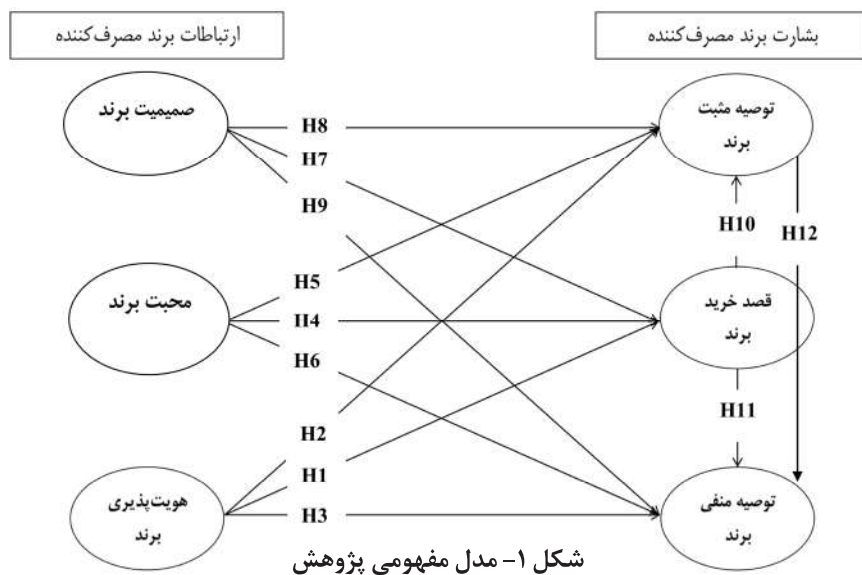 ارتباطات برند مصرف‌کننده
بشارت برند مصرف‌کننده
صمیمیت برند
توصیه مثبت
برند
H8
H7
H9
H10
H12
محبت برند
قصد خرید
برند
H5
H4
H6
H11
H2
H1
H3
هویت‌پذیری
برند
توصیه منفی
برند
شکل ۱- مدل مفهومی پژوهش